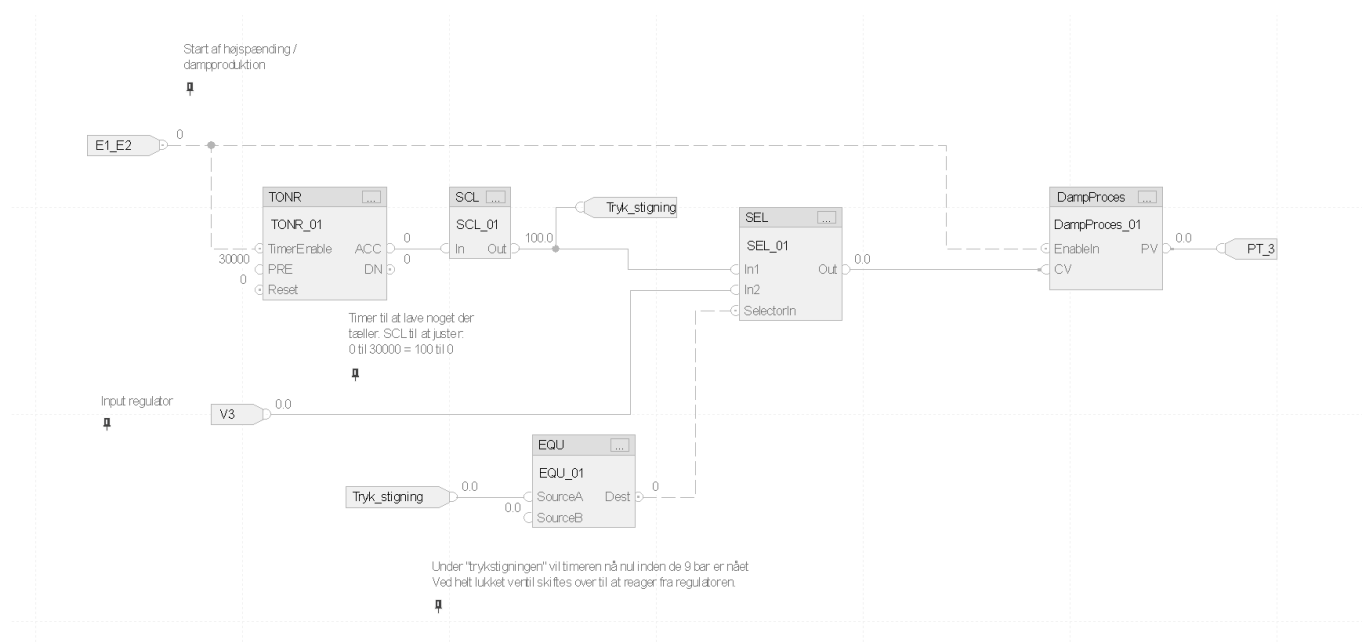 Start af højspænding /
dampproduktion
E1_E2
0
TONR
...
TONR_01
TimerEnable
ACC
0
30000
PRE
DN
0
0
Reset
SCL
...
SCL_01
In
Out
100.0
Tryk_stigning
SEL
...
SEL_01
In1
Out
0.0
In2
SelectorIn
DampProces
...
DampProces_01
EnableIn
PV
0.0
CV
PT_3
Timer til at lave noget der
tæller. SCL til at juster:
0 til 30000 = 100 til 0
Input regulator
V3
0.0
EQU
...
EQU_01
Tryk_stigning
0.0
SourceA
Dest
0
0.0
SourceB
Under "trykstigningen" vil timeren nå nul inden de 9 bar er nået
Ved helt lukket ventil skiftes over til at reager fra regulatoren.